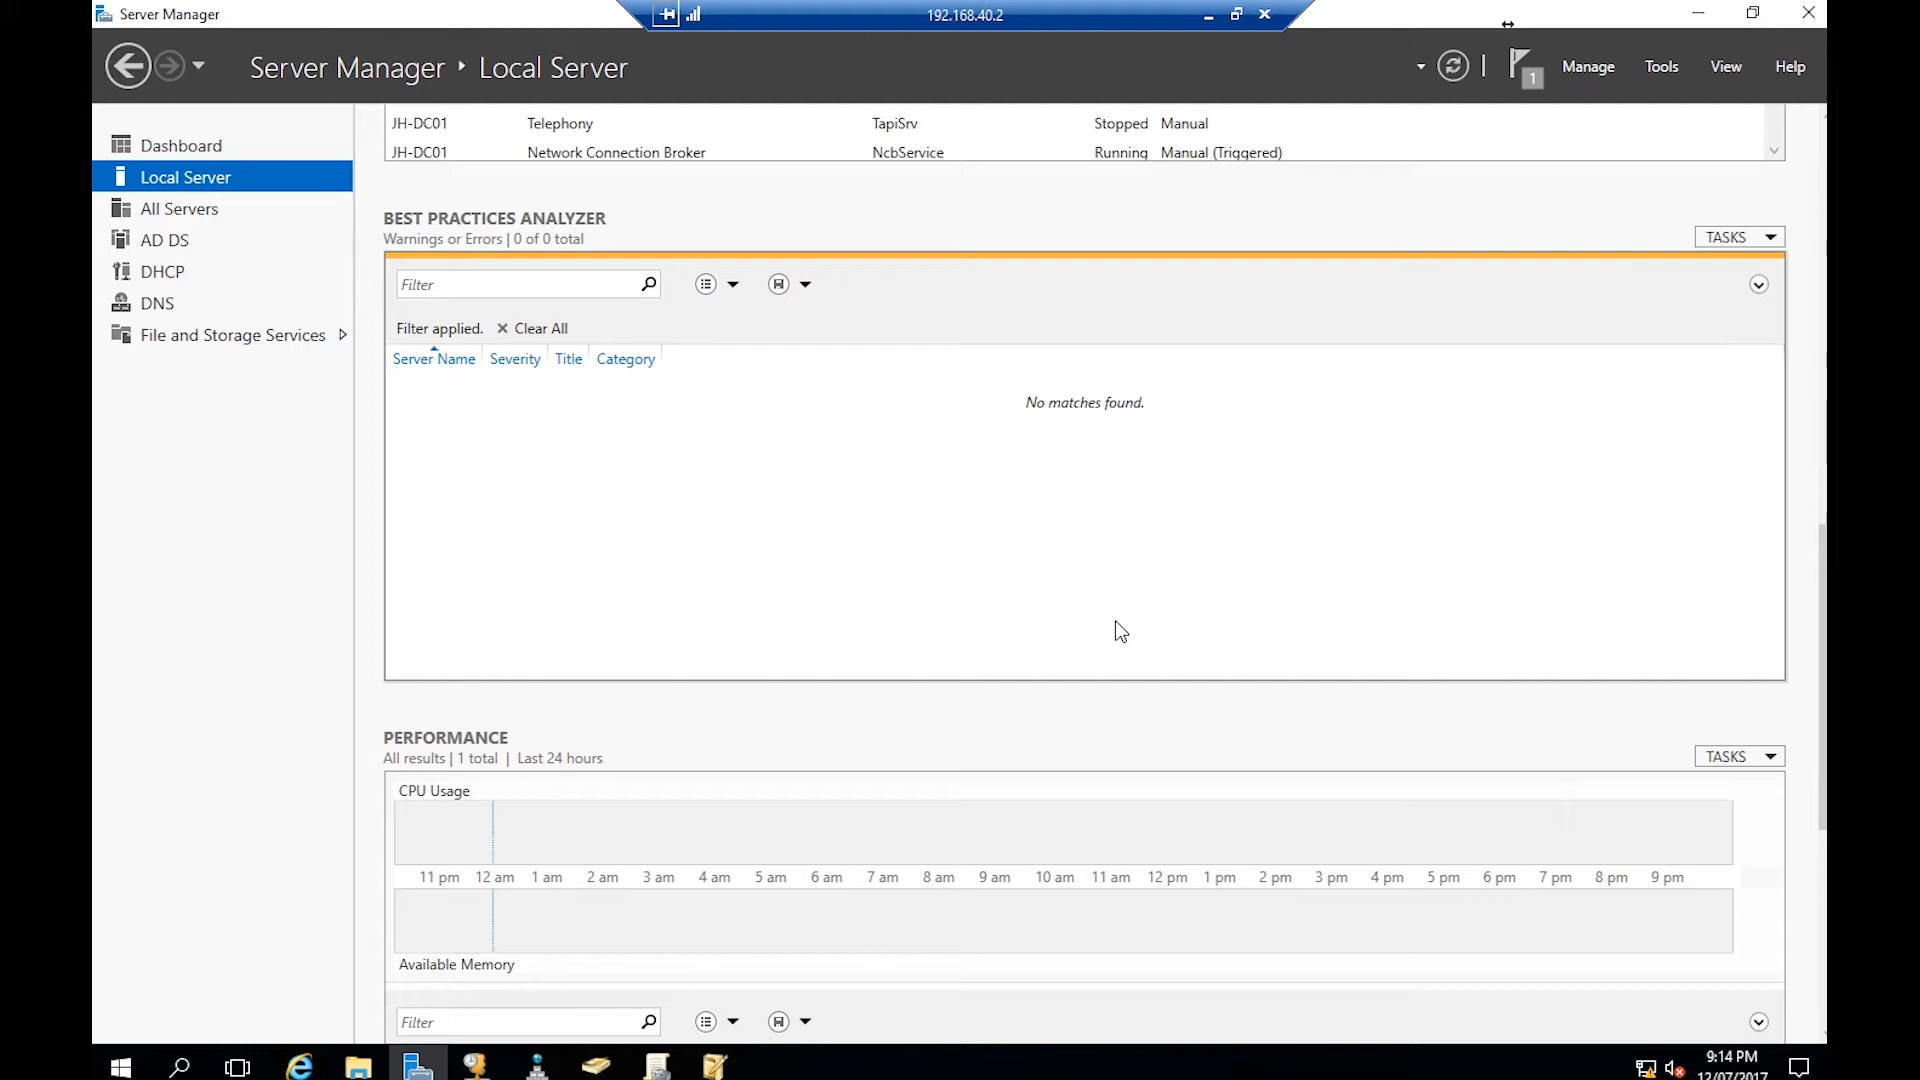 Server Manager
192.168.40.2
Server Manager Local Server
1
Manage Tools View Help
Dashboard
Local Server
All Servers
AD DS
DHCP
DNS
File and Storage Services
JH-DC01 Telephony TapiSrv Stopped Manual
JH-DC01 Network Connection Broker NcbService Running Manual (Triggered)
BEST PRACTICES ANALYZER
Warnings or Errors | 0 of 0 total
TASKS
Filter
Filter applied. Clear All
Server Name Severity Title Category
No matches found.
PERFORMANCE
All results | 1 total | Last 24 hours
TASKS
CPU Usage
11 pm 12 am 1 am 2 am 3 am 4 am 5 am 6 am 7 am 8 am 9 am 10 am 11 am 12 pm 1 pm 2 pm 3 pm 4 pm 5 pm 6 pm 7 pm 8 pm 9 pm
Available Memory
Filter
9:14 PM
12/07/2017